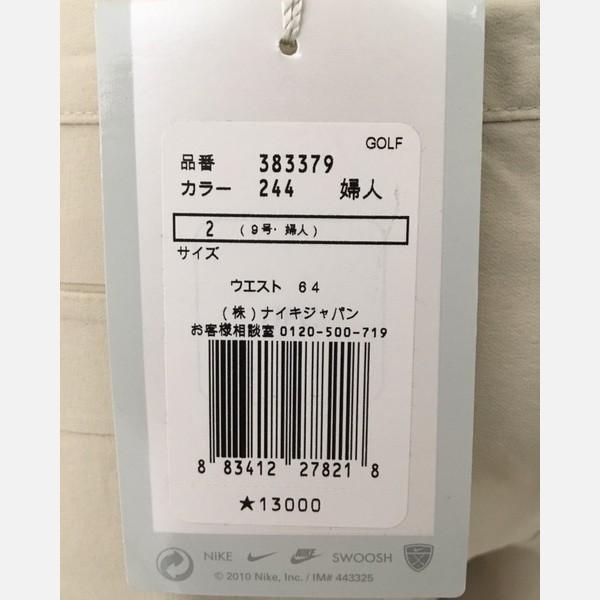 GOLF
品番 383379
カラー 244 婦人
2 (9号・婦人)
サイズ
ウエスト 64
(株)ナイキジャパン
お客様相談室 0120-500-719
8 83412 27821 8
★13000
NIKE NIKE SWOOSH
© 2010 Nike, Inc. / IM# 443325